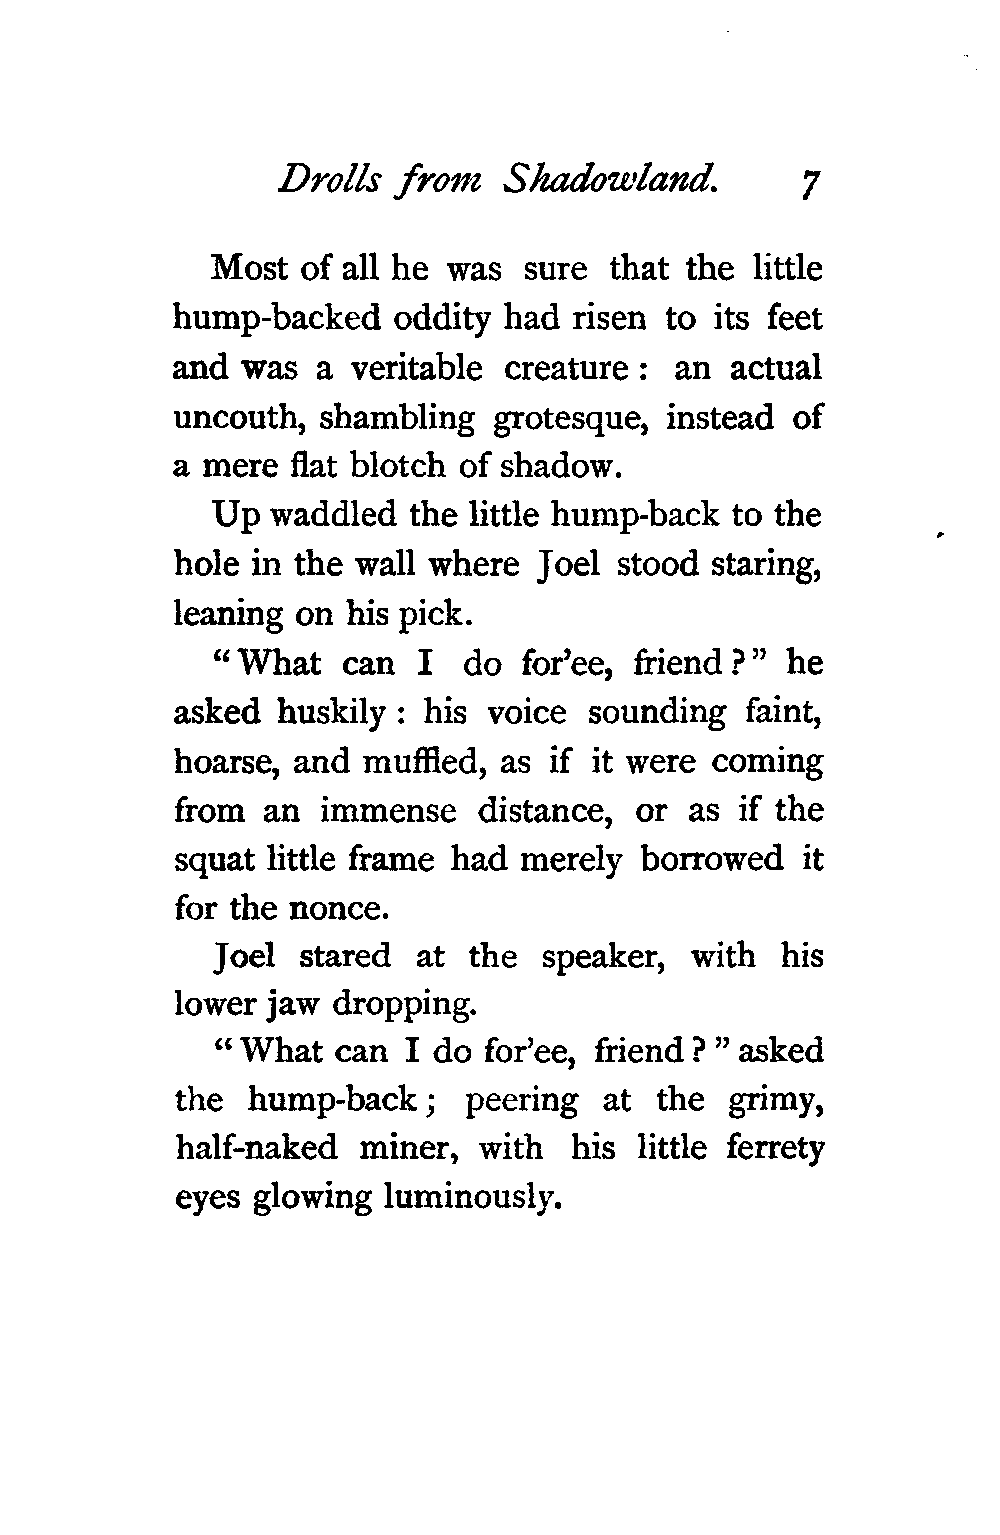 Drolls from Shadowland. 7
Most of all he was sure that the little
hump-backed oddity had risen to its feet
and was a veritable creature : an actual
uncouth, shambling grotesque, instead of
a mere flat blotch of shadow.
Up waddled the little hump-back to the
hole in the wall where Joel stood staring,
leaning on his pick.
“ What can I do for’ee, friend ? ” he
asked huskily : his voice sounding faint,
hoarse, and muffled, as if it were coming
from an immense distance, or as if the
squat little frame had merely borrowed it
for the nonce.
Joel stared at the speaker, with his
lower jaw dropping.
“ What can I do for’ee, friend ? ” asked
the hump-back ; peering at the grimy,
half-naked miner, with his little ferrety
eyes glowing luminously.